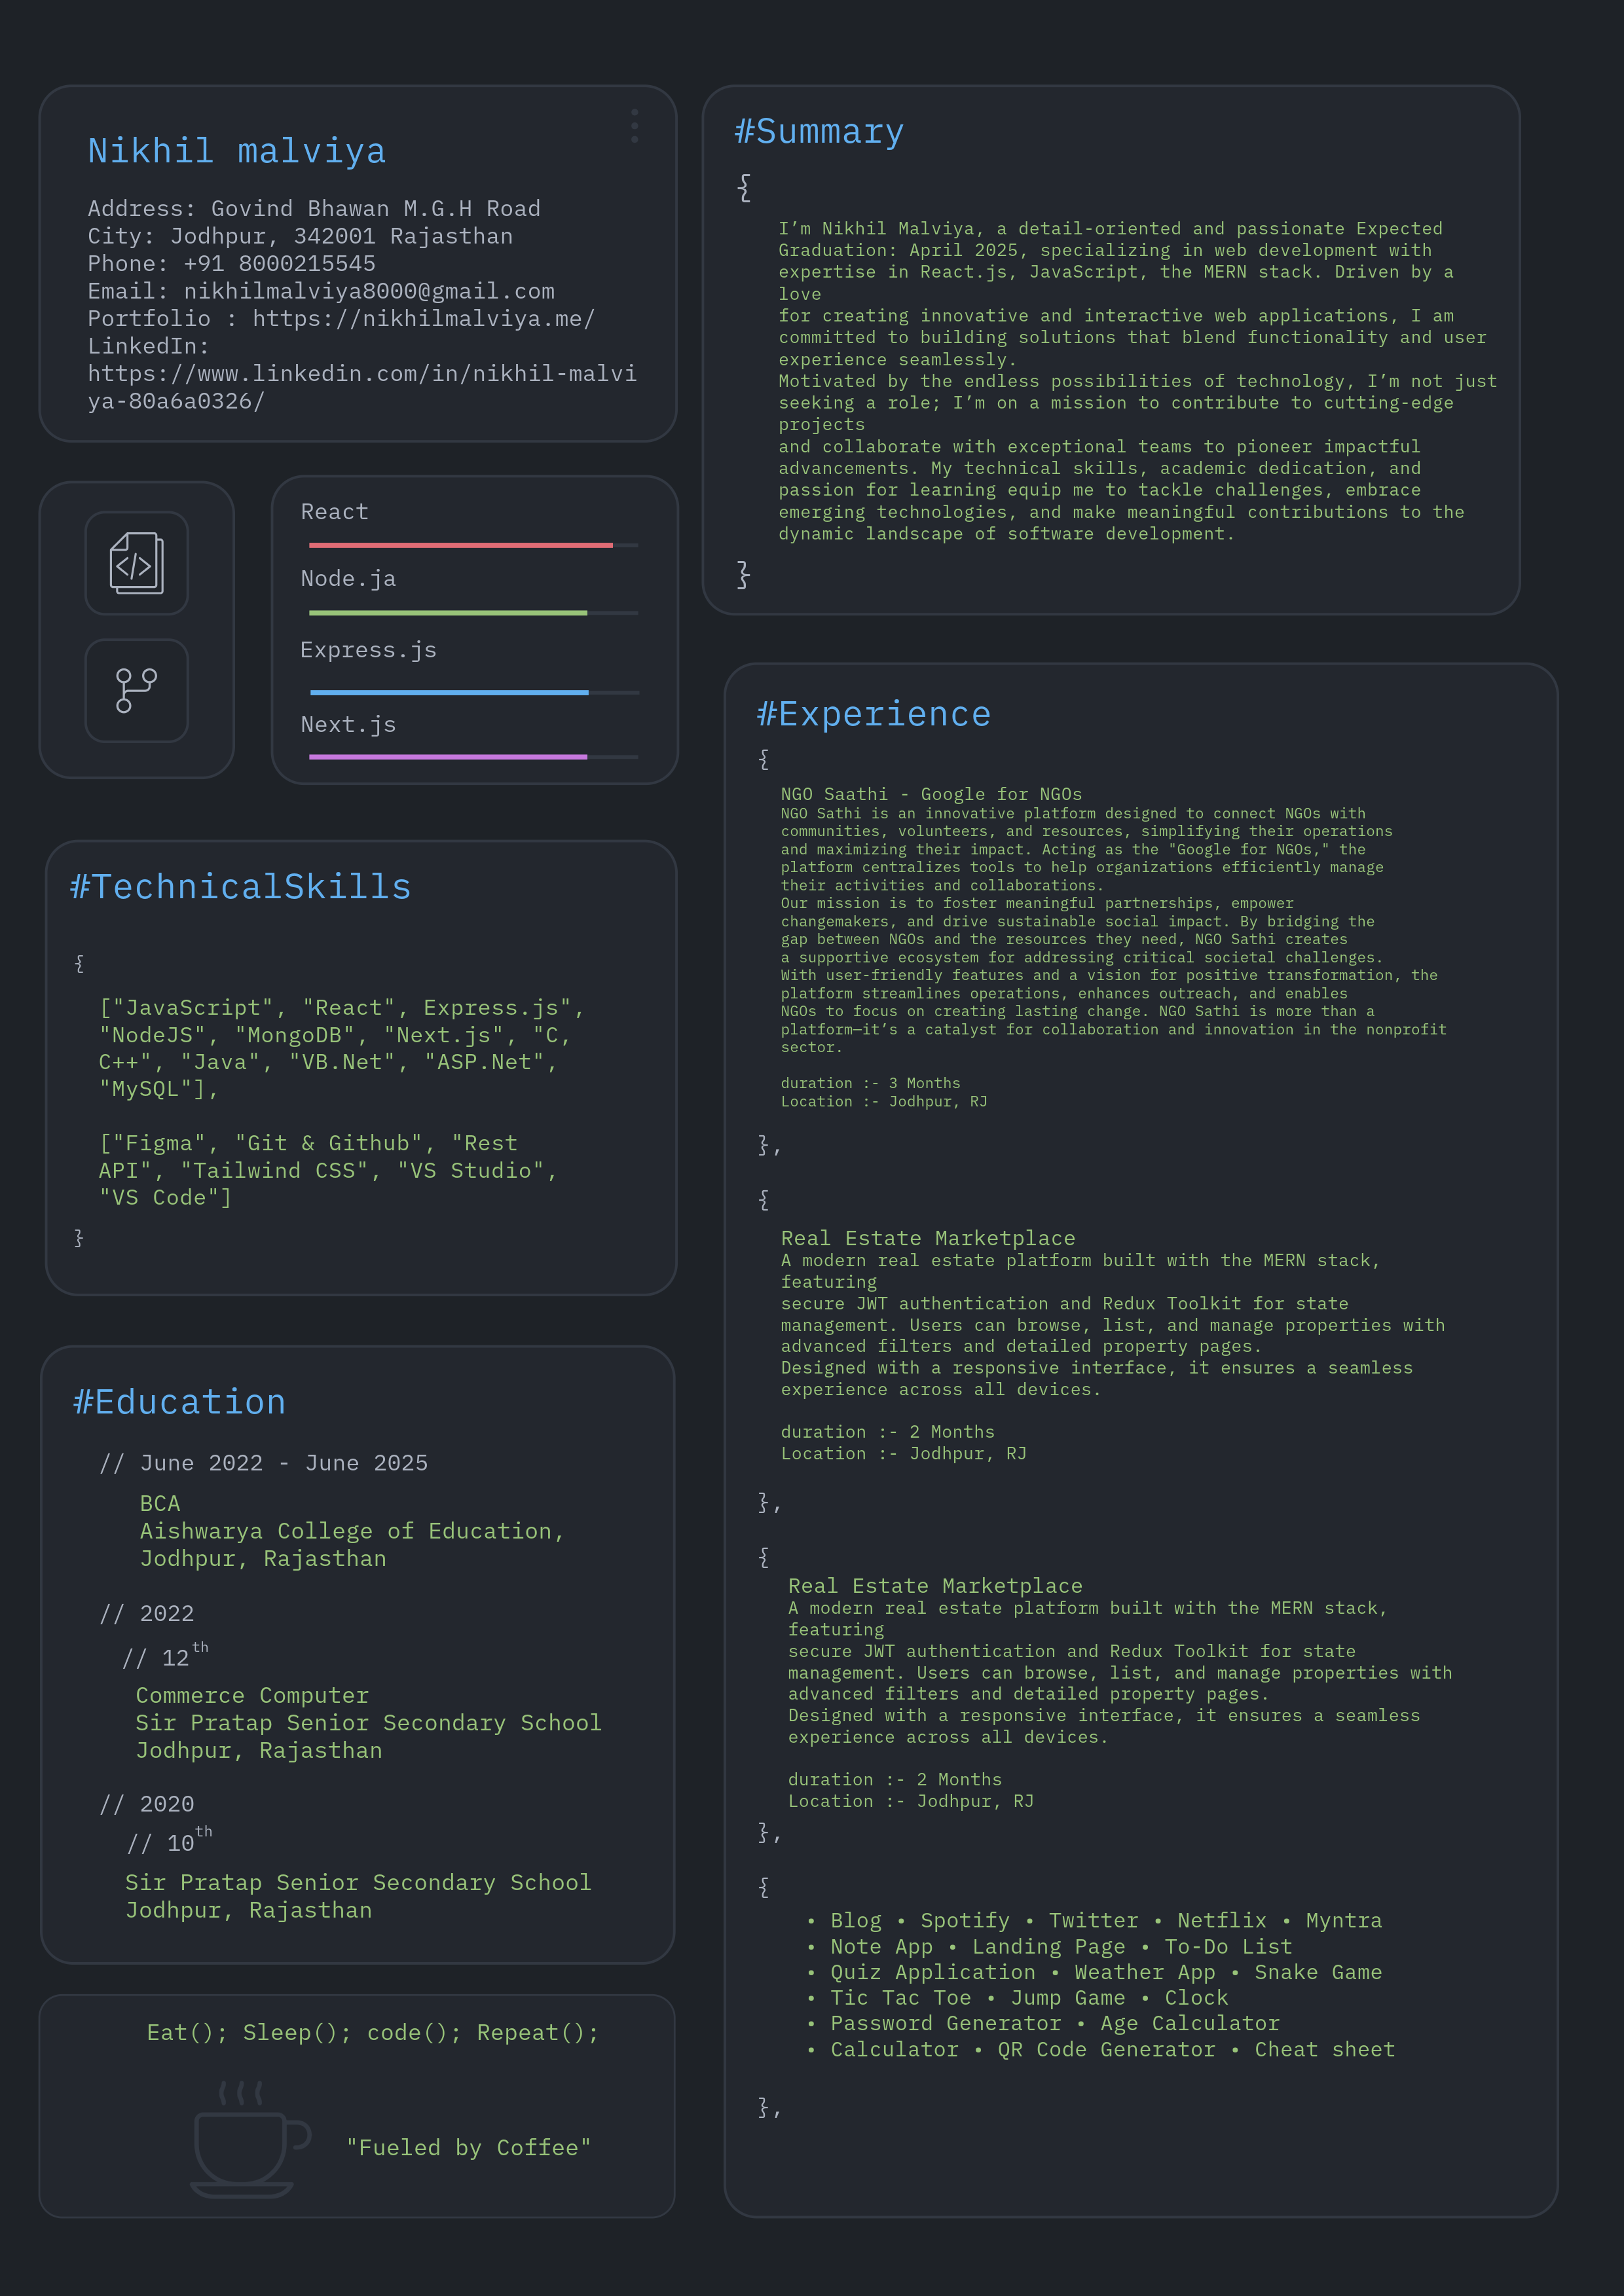 Nikhil malviya
Address: Govind Bhawan M.G.H Road
City: Jodhpur, 342001 Rajasthan
Phone: +91 8000215545
Email: nikhilmalviya8000@gmail.com
Portfolio : https://nikhilmalviya.me/
LinkedIn:
https://www.linkedin.com/in/nikhil-malvi
ya-80a6a0326/
React
Node.ja
Express.js
Next.js
#TechnicalSkills
{
["JavaScript", "React", Express.js",
"NodeJS", "MongoDB", "Next.js", "C,
C++", "Java", "VB.Net", "ASP.Net",
"MySQL"],
["Figma", "Git & Github", "Rest
API", "Tailwind CSS", "VS Studio",
"VS Code"]
}
#Education
// June 2022 - June 2025
BCA
Aishwarya College of Education,
Jodhpur, Rajasthan
// 2022
// 12th
Commerce Computer
Sir Pratap Senior Secondary School
Jodhpur, Rajasthan
// 2020
// 10th
Sir Pratap Senior Secondary School
Jodhpur, Rajasthan
Eat(); Sleep(); code(); Repeat();
"Fueled by Coffee"
#Summary
{
I’m Nikhil Malviya, a detail-oriented and passionate Expected
Graduation: April 2025, specializing in web development with
expertise in React.js, JavaScript, the MERN stack. Driven by a
love
for creating innovative and interactive web applications, I am
committed to building solutions that blend functionality and user
experience seamlessly.
Motivated by the endless possibilities of technology, I’m not just
seeking a role; I’m on a mission to contribute to cutting-edge
projects
and collaborate with exceptional teams to pioneer impactful
advancements. My technical skills, academic dedication, and
passion for learning equip me to tackle challenges, embrace
emerging technologies, and make meaningful contributions to the
dynamic landscape of software development.
}
#Experience
{
NGO Saathi - Google for NGOs
NGO Sathi is an innovative platform designed to connect NGOs with
communities, volunteers, and resources, simplifying their operations
and maximizing their impact. Acting as the "Google for NGOs," the
platform centralizes tools to help organizations efficiently manage
their activities and collaborations.
Our mission is to foster meaningful partnerships, empower
changemakers, and drive sustainable social impact. By bridging the
gap between NGOs and the resources they need, NGO Sathi creates
a supportive ecosystem for addressing critical societal challenges.
With user-friendly features and a vision for positive transformation, the
platform streamlines operations, enhances outreach, and enables
NGOs to focus on creating lasting change. NGO Sathi is more than a
platform—it’s a catalyst for collaboration and innovation in the nonprofit
sector.
duration :- 3 Months
Location :- Jodhpur, RJ
},
{
Real Estate Marketplace
A modern real estate platform built with the MERN stack,
featuring
secure JWT authentication and Redux Toolkit for state
management. Users can browse, list, and manage properties with
advanced filters and detailed property pages.
Designed with a responsive interface, it ensures a seamless
experience across all devices.
duration :- 2 Months
Location :- Jodhpur, RJ
},
{
Real Estate Marketplace
A modern real estate platform built with the MERN stack,
featuring
secure JWT authentication and Redux Toolkit for state
management. Users can browse, list, and manage properties with
advanced filters and detailed property pages.
Designed with a responsive interface, it ensures a seamless
experience across all devices.
duration :- 2 Months
Location :- Jodhpur, RJ
},
{
• Blog • Spotify • Twitter • Netflix • Myntra
• Note App • Landing Page • To-Do List
• Quiz Application • Weather App • Snake Game
• Tic Tac Toe • Jump Game • Clock
• Password Generator • Age Calculator
• Calculator • QR Code Generator • Cheat sheet
},